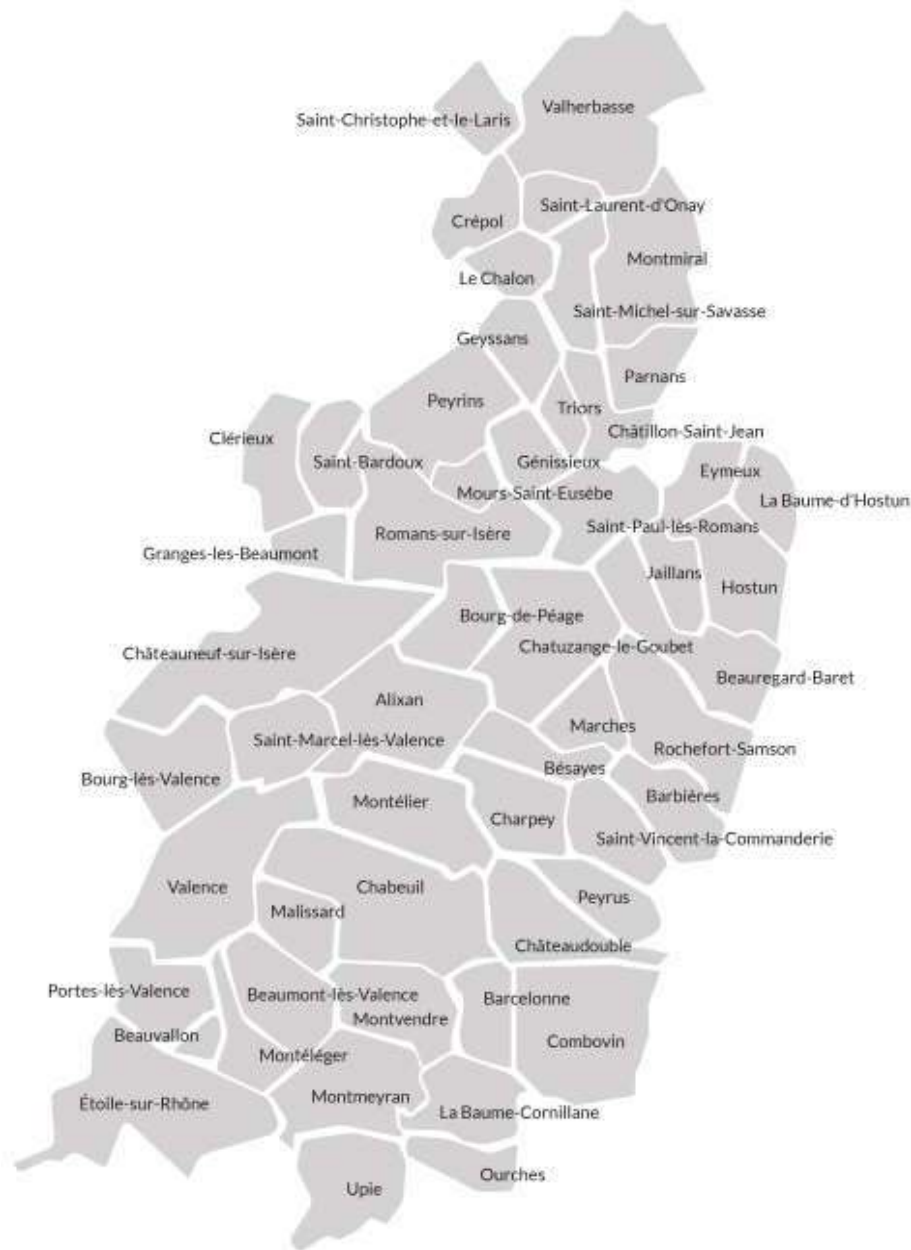 Valherbasse
Saint-Christophe-et-le-Laris
Saint-Laurent-d'Onay
Crépol
Montmiral
Le Chalon
Saint-Michel-sur-Savasse
Geyssans
Parnans
Peyrins
Triors
Châtillon-Saint-Jean
Clérieux
Saint-Bardoux
Génissieux
Eymeux
Mours-Saint-Eusèbe
La Baume-d'Hostun
Saint-Paul-lès-Romans
Romans-sur-Isère
Granges-les-Beaumont
Jaillans
Hostun
Bourg-de-Péage
Chatuzange-le-Goubet
Châteauneuf-sur-Isère
Beauregard-Baret
Alixan
Marches
Saint-Marcel-lès-Valence
Rochefort-Samson
Bésayes
Bourg-lès-Valence
Barbières
Montélier
Charpey
Saint-Vincent-la-Commanderie
Valence
Chabeuil
Peyrus
Malissard
Châteaudouble
Portes-lès-Valence
Beaumont-lès-Valence
Barcelonne
Montvendre
Beauvallon
Combovin
Montéléger
Montmeyran
Étoile-sur-Rhône
La Baume-Cornillane
Ourches
Upie